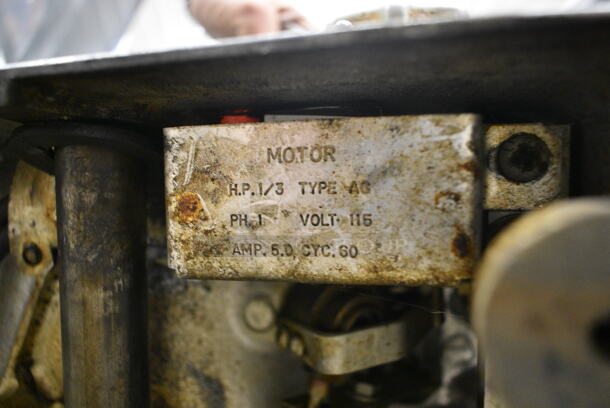 MOTOR
H.P. 1/3 TYPE AC
PH. 1 VOLT 115
AMP. 5.0 CYC. 60